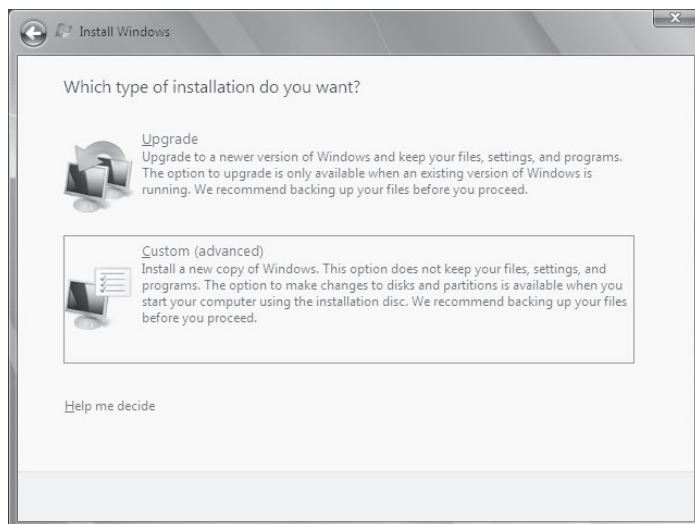 Install Windows
Which type of installation do you want?
Upgrade
Upgrade to a newer version of Windows and keep your files, settings, and programs.
The option to upgrade is only available when an existing version of Windows is
running. We recommend backing up your files before you proceed.
Custom (advanced)
Install a new copy of Windows. This option does not keep your files, settings, and
programs. The option to make changes to disks and partitions is available when you
start your computer using the installation disc. We recommend backing up your files
before you proceed.
Help me decide